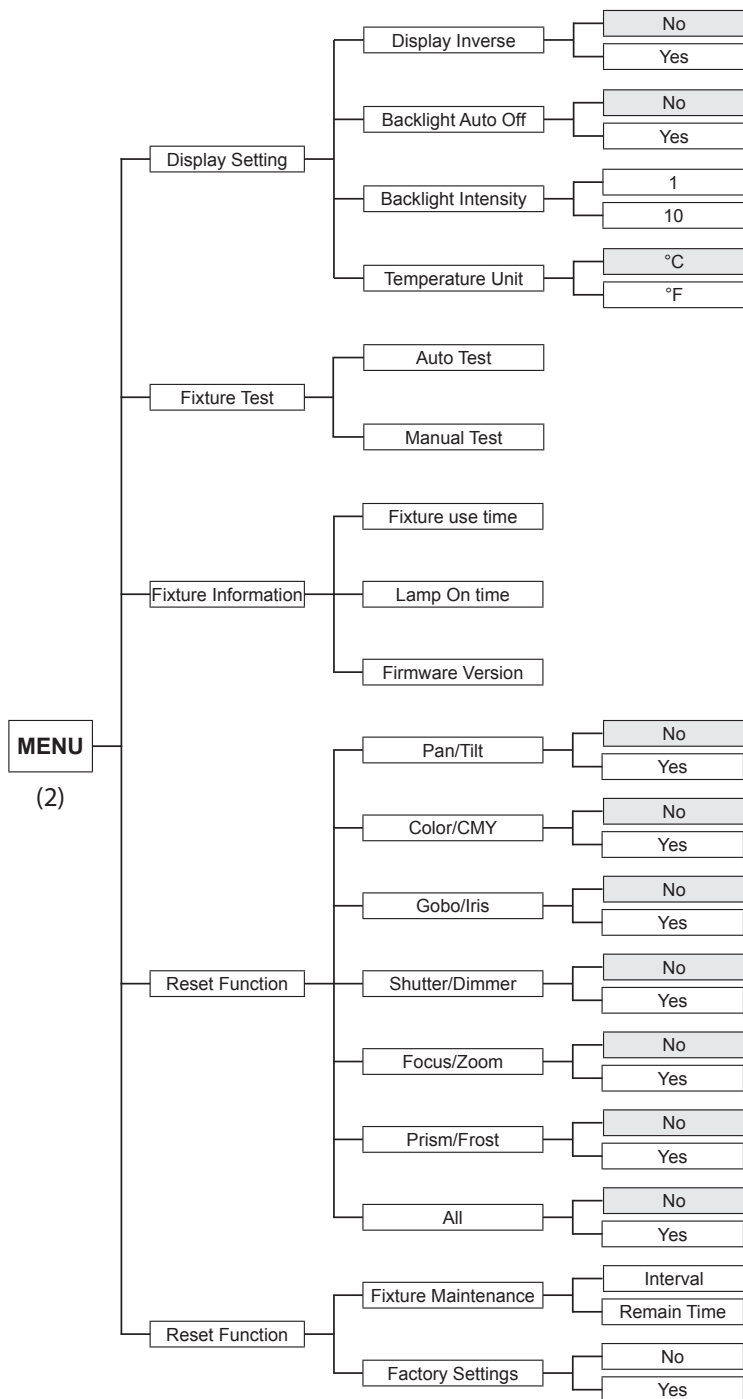 MENU
(2)
Display Setting
Display Inverse
No
Yes
Backlight Auto Off
No
Yes
Backlight Intensity
1
10
Temperature Unit
°C
°F
Fixture Test
Auto Test
Manual Test
Fixture Information
Fixture use time
Lamp On time
Firmware Version
Reset Function
Pan/Tilt
No
Yes
Color/CMY
No
Yes
Gobo/Iris
No
Yes
Shutter/Dimmer
No
Yes
Focus/Zoom
No
Yes
Prism/Frost
No
Yes
All
No
Yes
Reset Function
Fixture Maintenance
Interval
Remain Time
Factory Settings
No
Yes